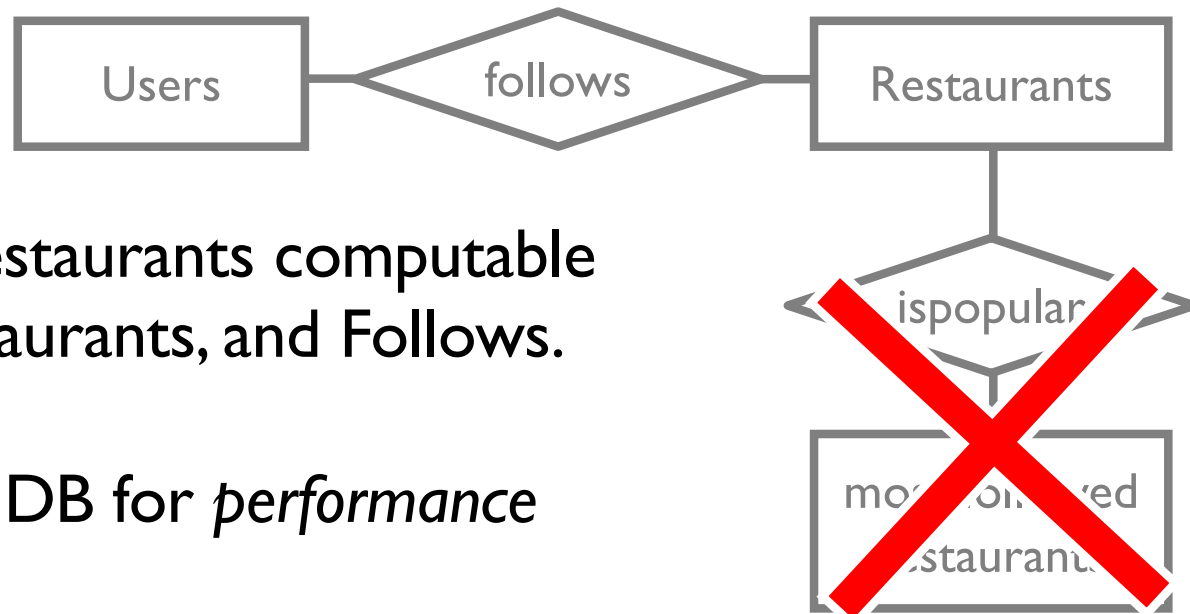 Users
follows
Restaurants
estaurants computable
aurants, and Follows.
ispopular
DB for performance